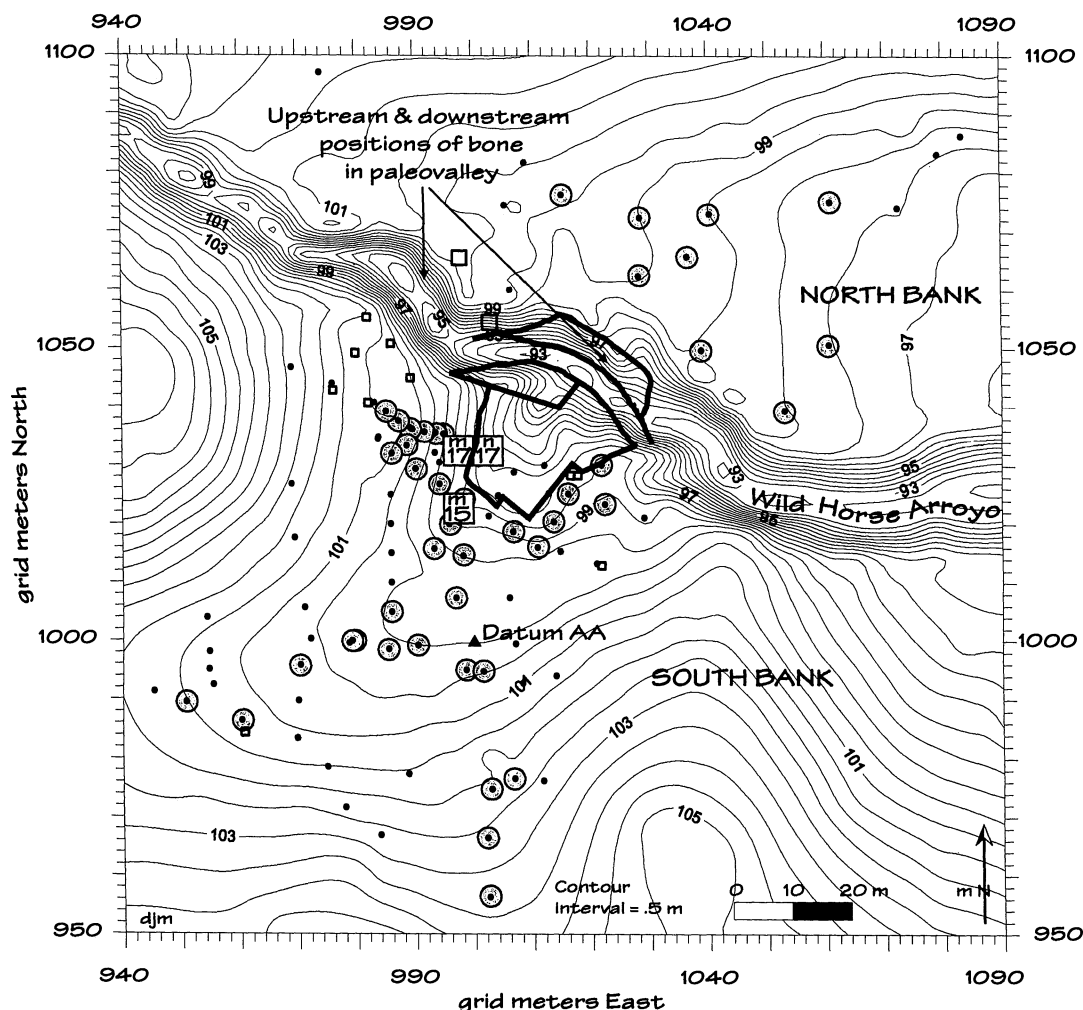 940
990
1040
1090
1100
1100
Upstream & downstream
positions of bone
in paleovalley
99
99
101
101
103
99
97
95
99
95
93
97
NORTH BANK
97
105
1050
1050
grid meters North
m
17
m
17
m
15
99
97
93
95
93
Wild Horse Arroyo
95
101
1000
Datum AA
1000
SOUTH BANK
101
103
101
103
105
Contour
interval = .5 m
0 10 20 m
m N
djm
950
950
940
990
1040
1090
grid meters East